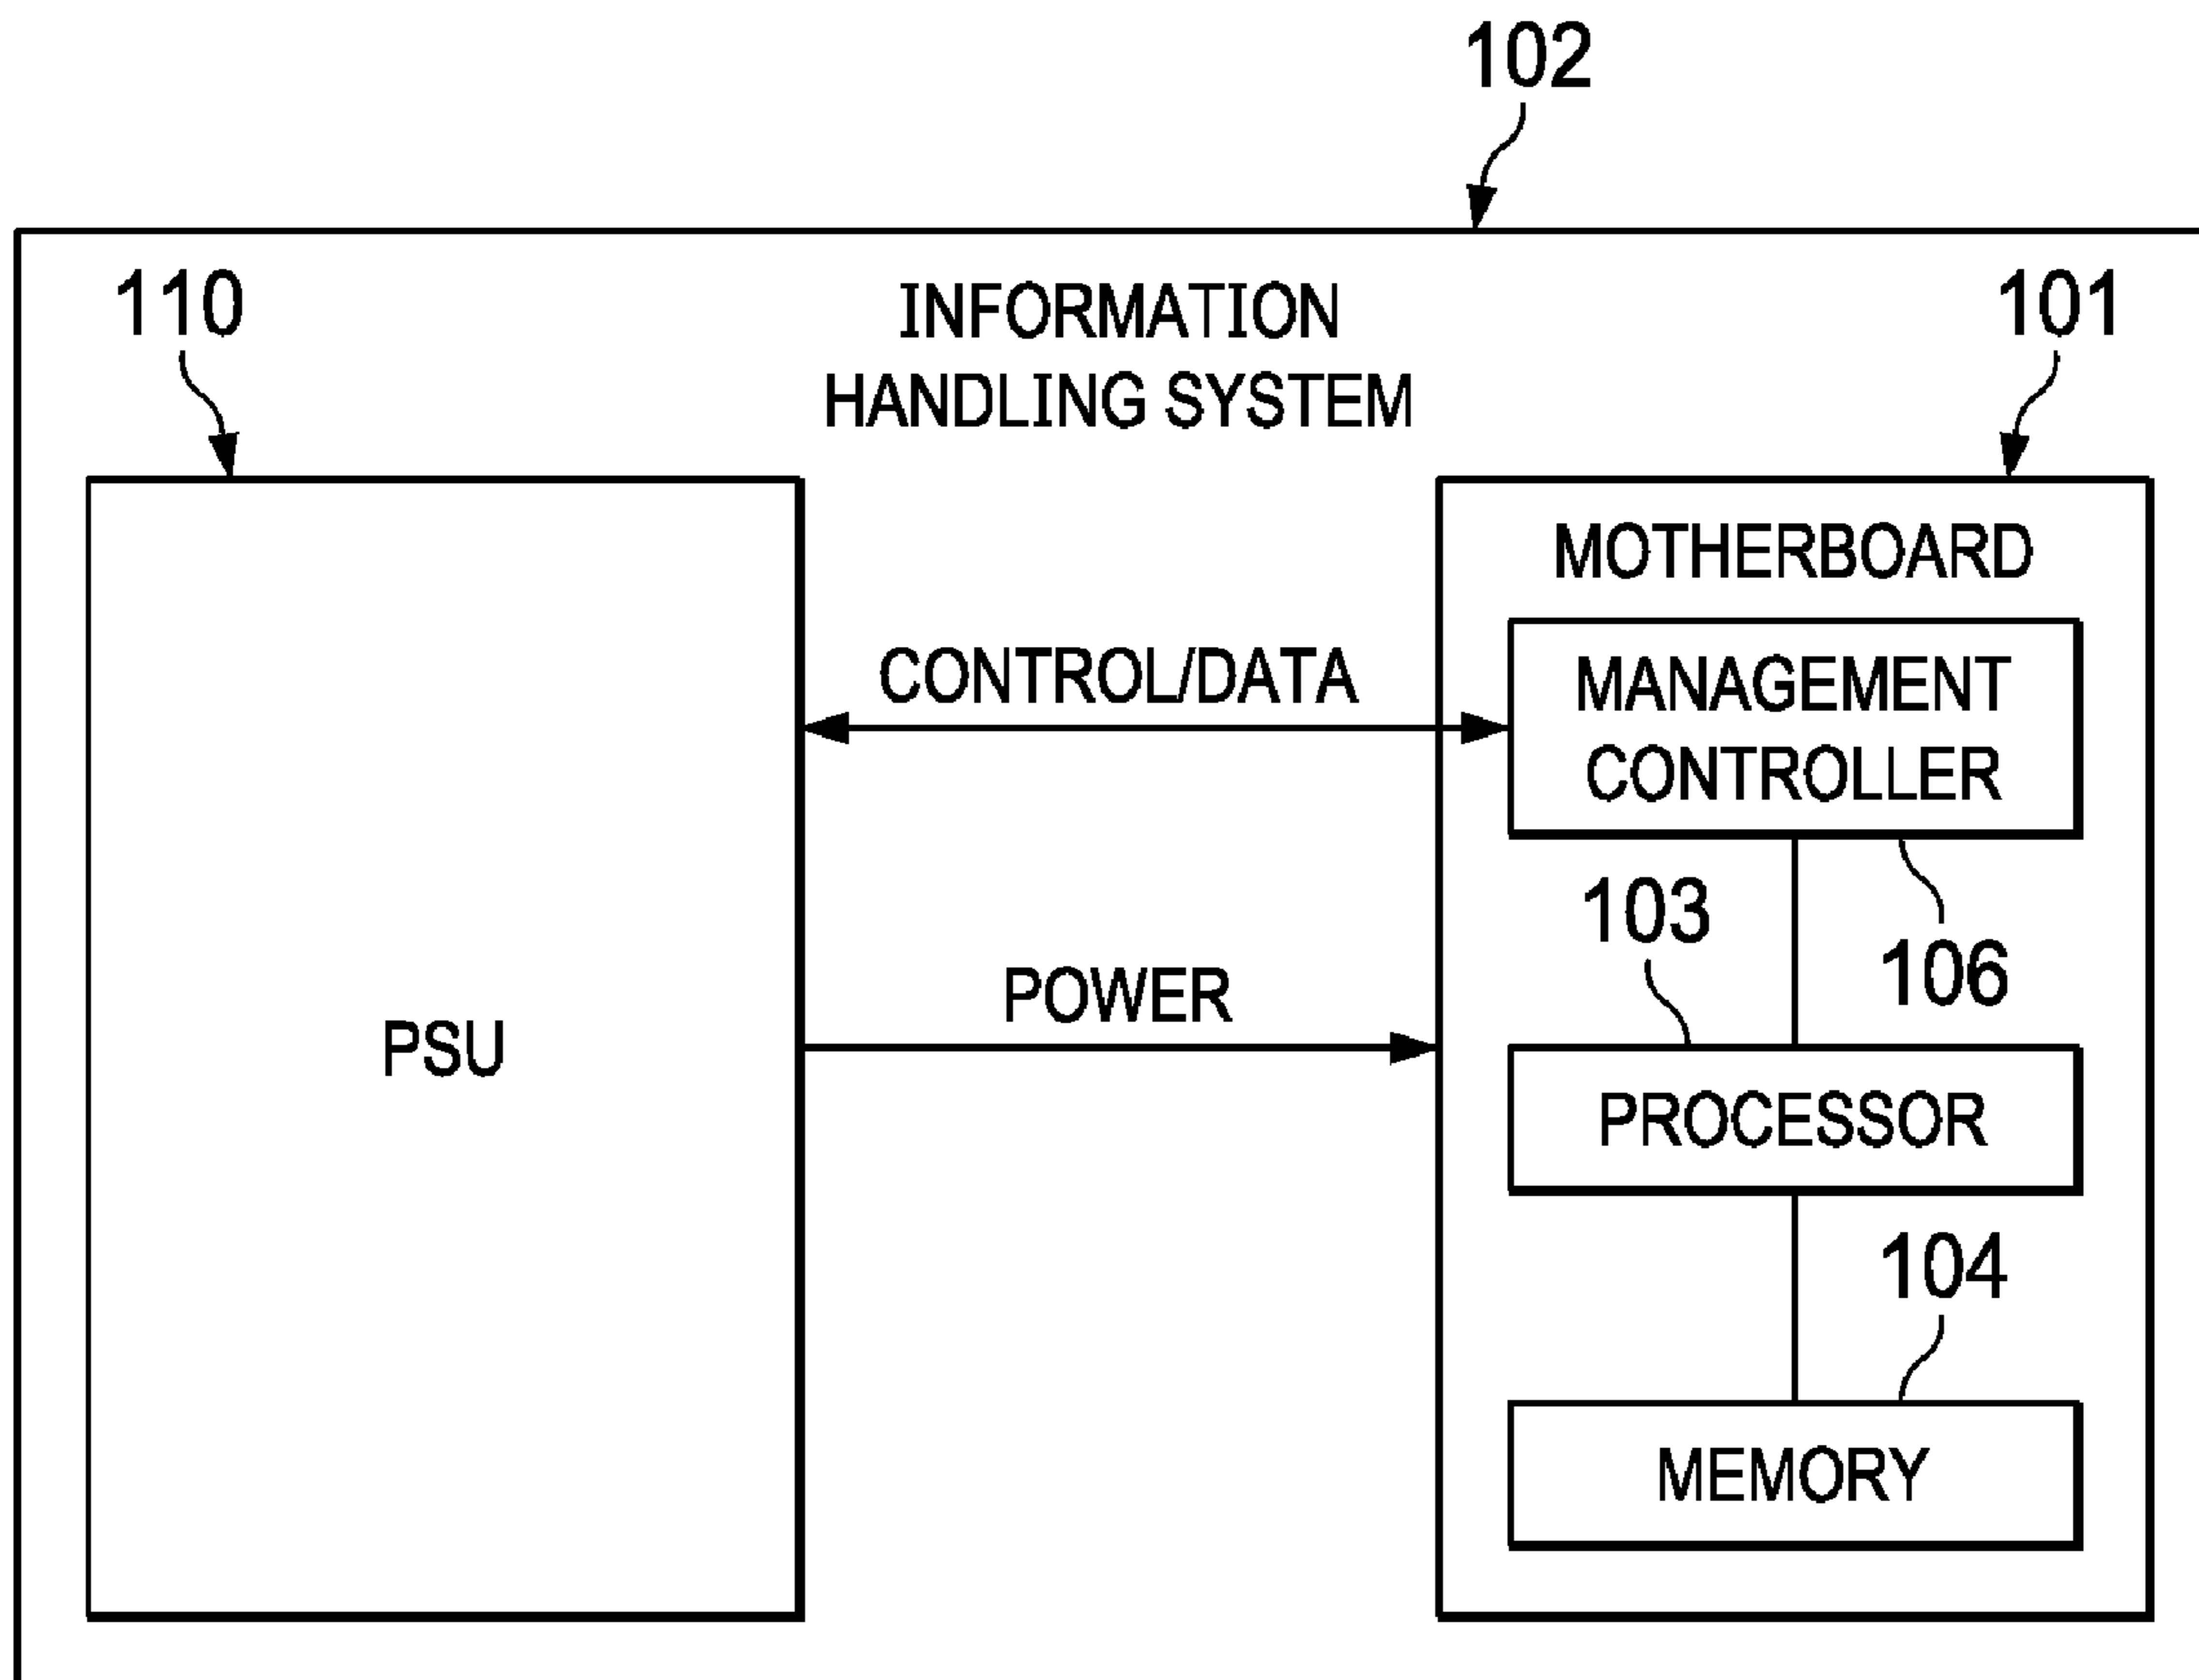 102
110
INFORMATION
HANDLING SYSTEM
101
MOTHERBOARD
CONTROL/DATA
MANAGEMENT
CONTROLLER
103
106
POWER
PSU
PROCESSOR
104
MEMORY